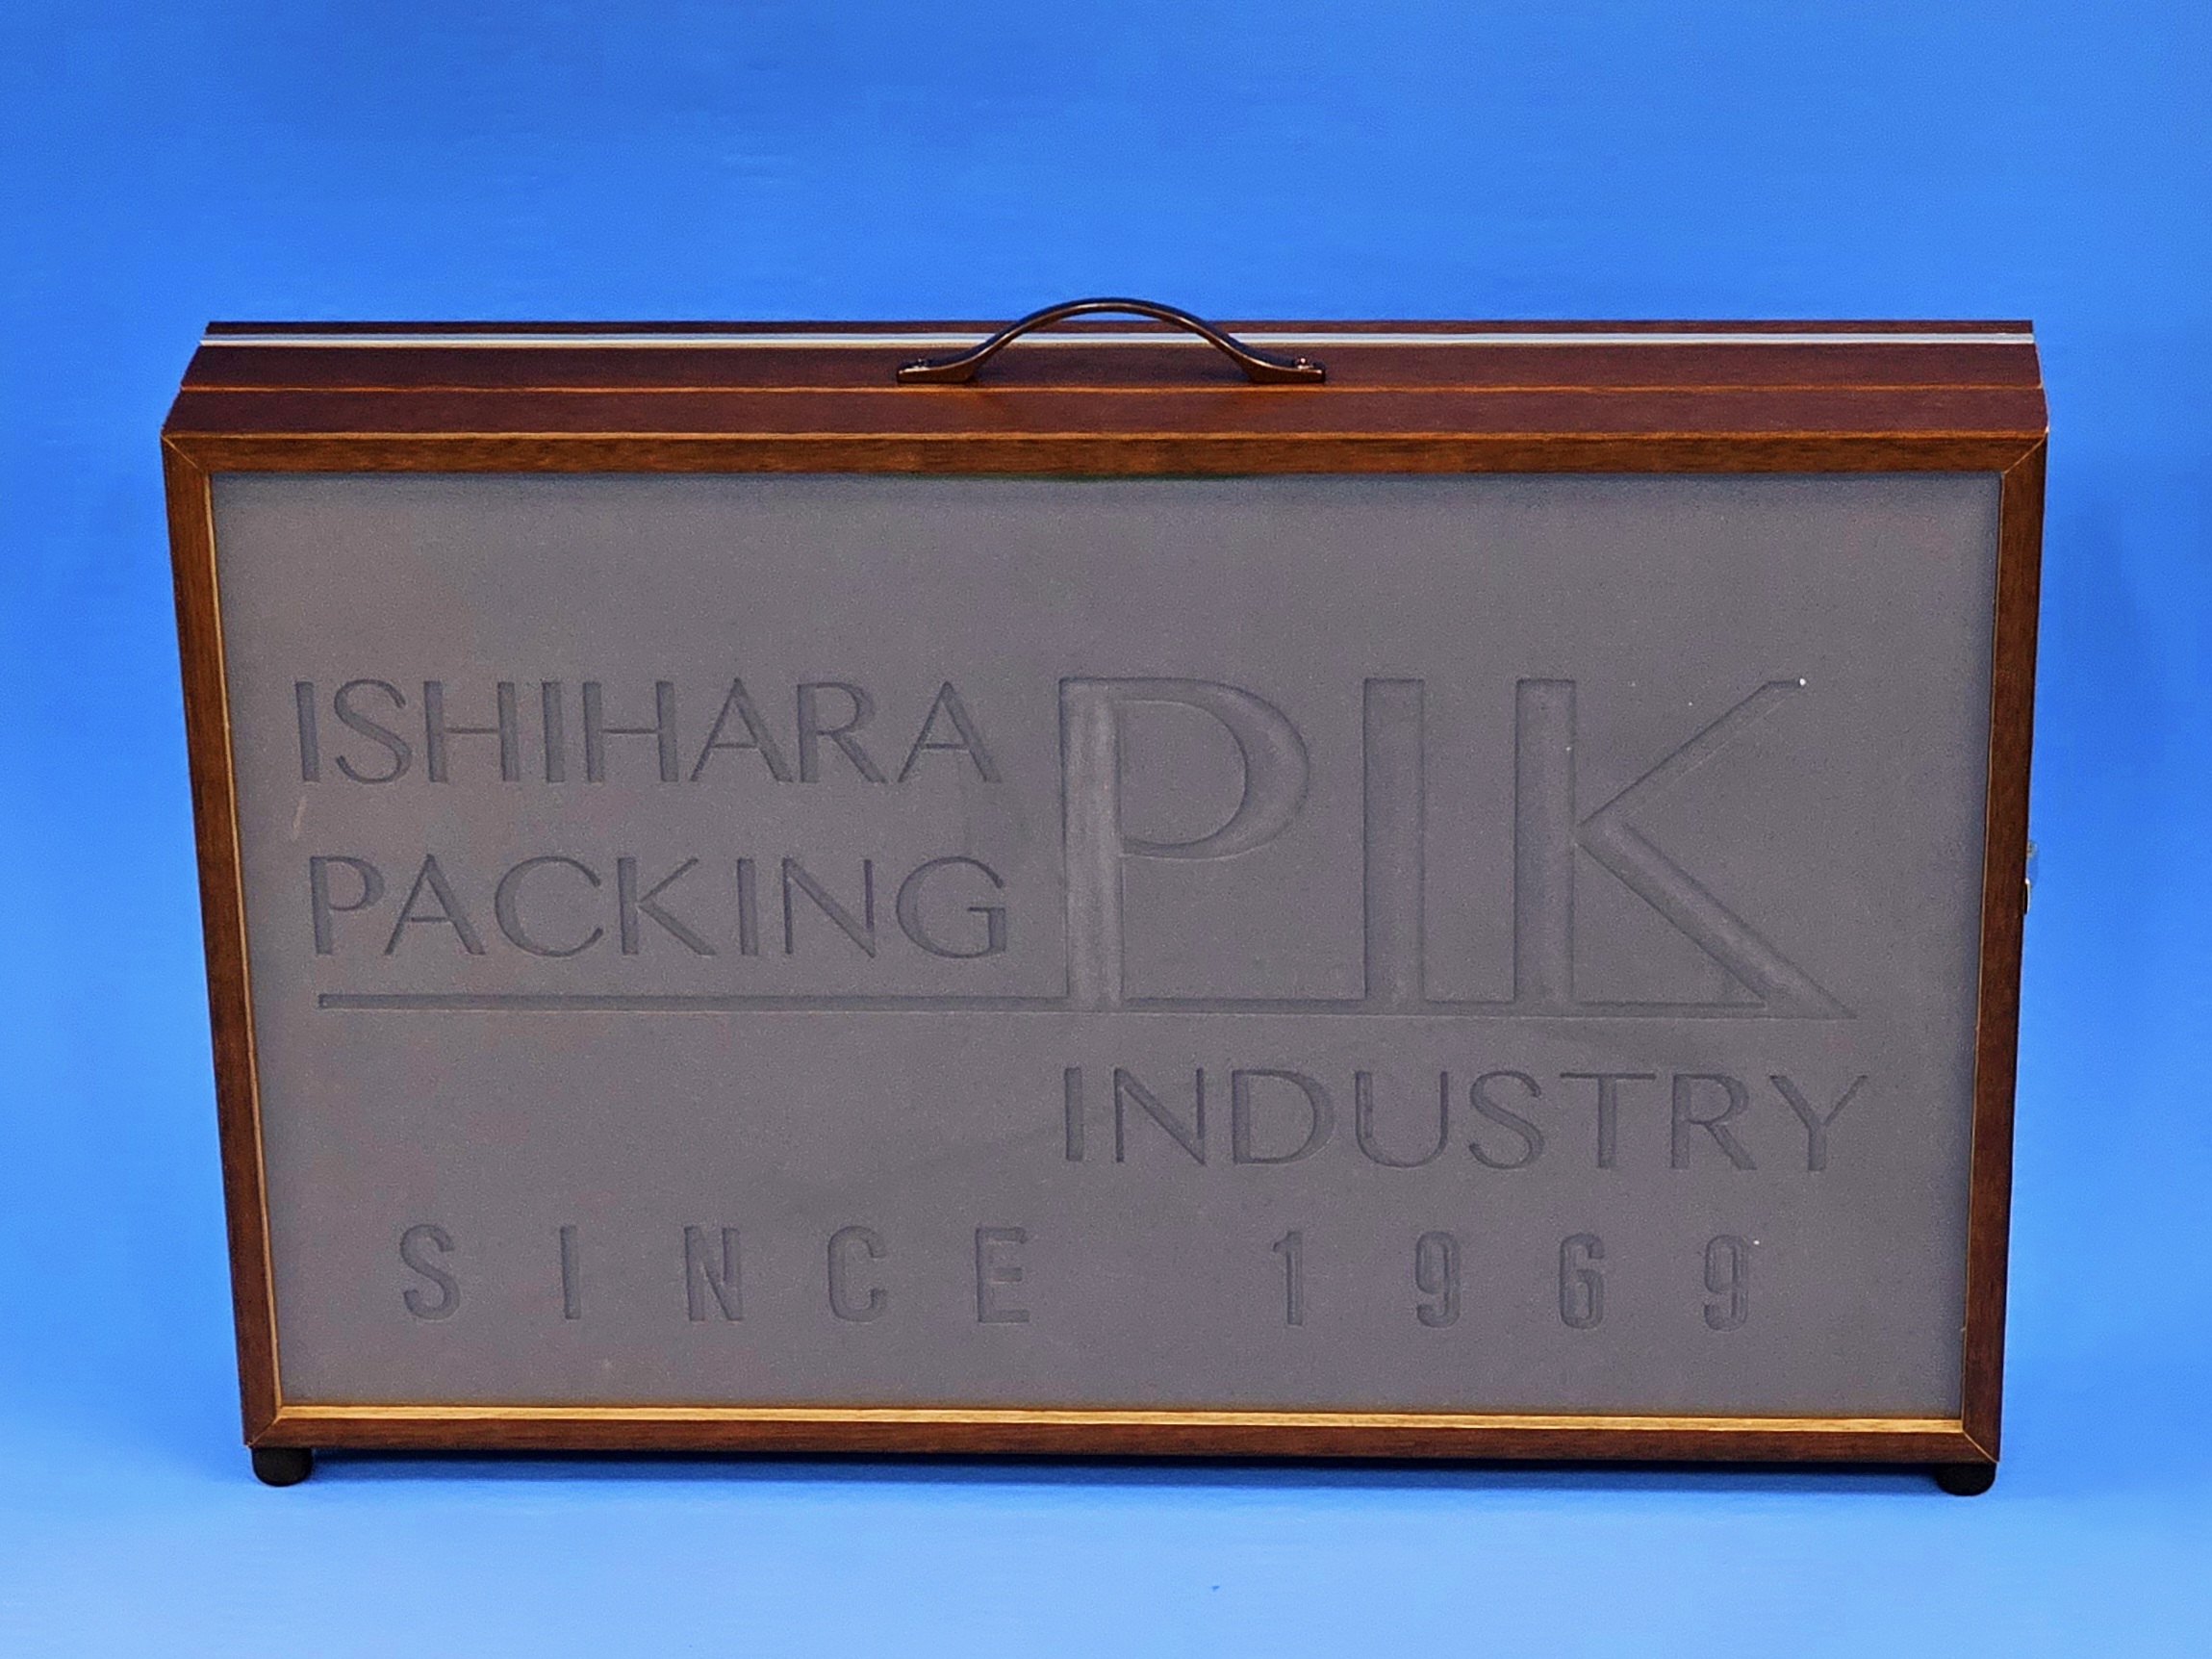 ISHIHARA
PACKING
PIK
INDUSTRY
SINCE 1969